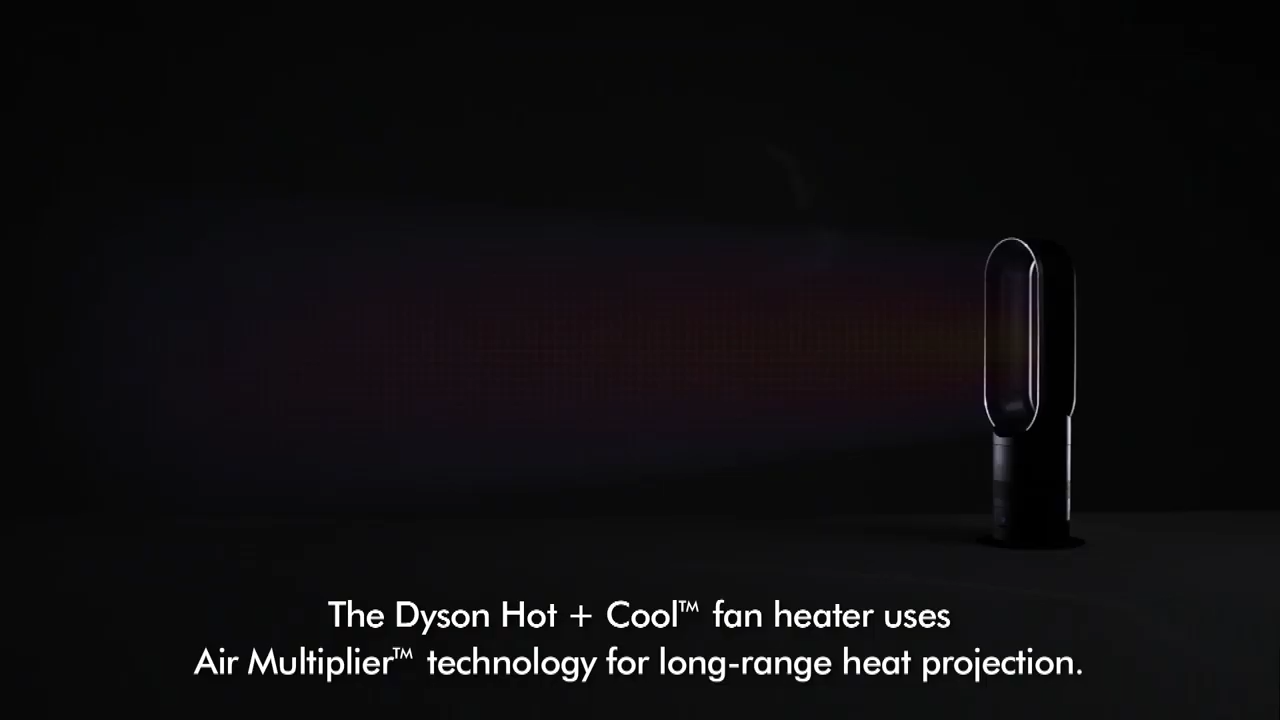 The Dyson Hot + Cool™ fan heater uses
Air Multiplier™ technology for long-range heat projection.